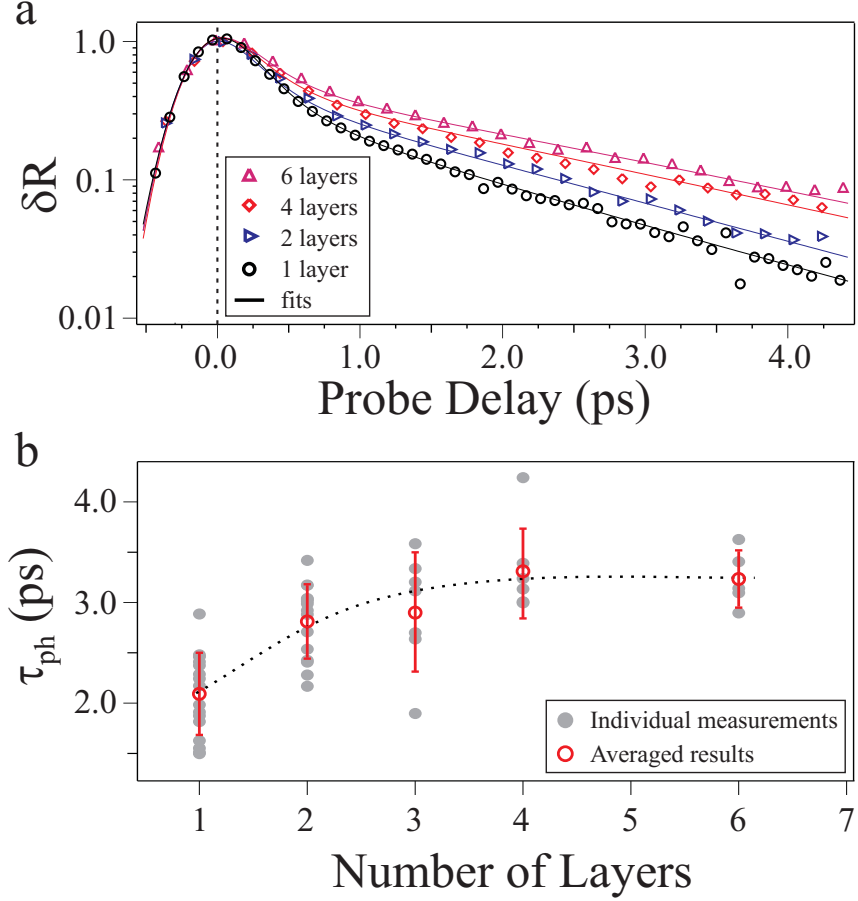 a
1.0
0.1
0.01
δR
6 layers
4 layers
2 layers
1 layer
fits
0.0
1.0
2.0
3.0
4.0
Probe Delay (ps)
b
4.0
3.0
2.0
τph (ps)
Individual measurements
Averaged results
1
2
3
4
5
6
7
Number of Layers